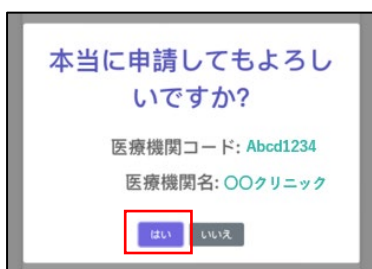 本当に申請してもよろし
いですか?
医療機関コード: Abcd1234
医療機関名: 〇〇クリニック
はい いいえ